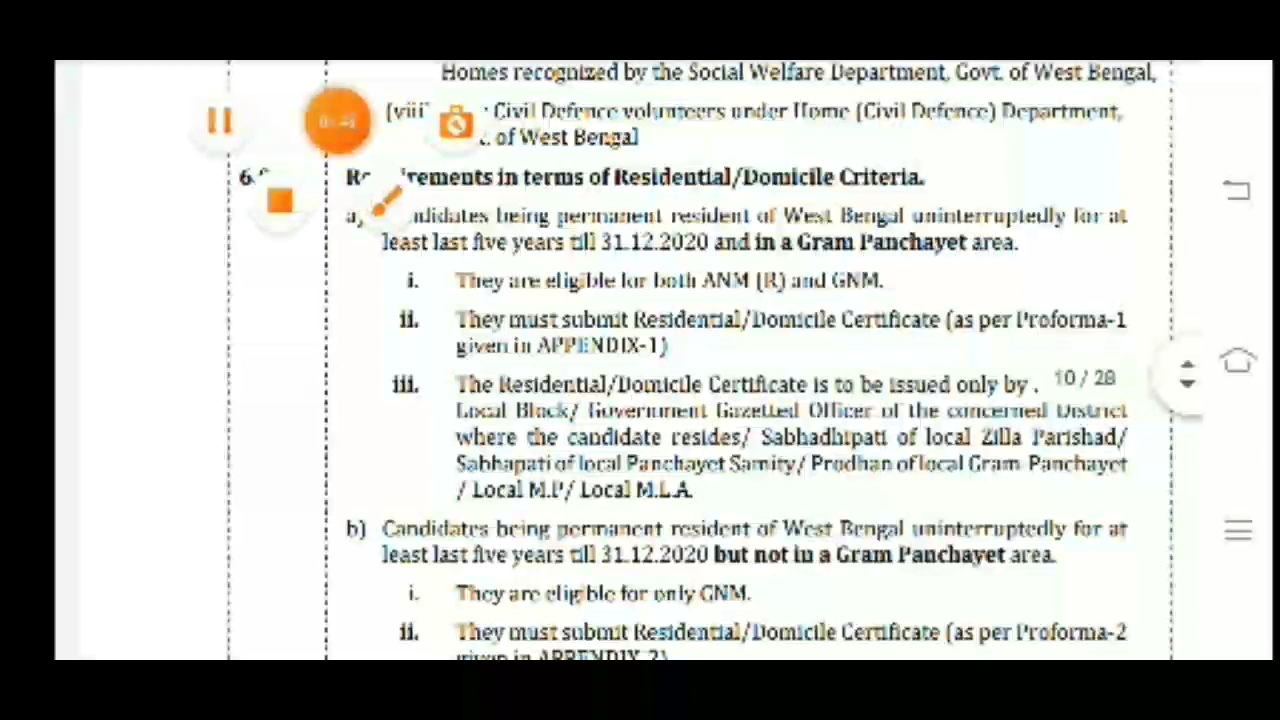 Homes recognized by the Social Welfare Department, Govt. of West Bengal,
(viii Civil Defence volunteers under Home (Civil Defence) Department,
of West Bengal
Requirements in terms of Residential/Domicile Criteria.
a) Candidates being permanent resident of West Bengal uninterruptedly for at
least last five years till 31.12.2020 and in a Gram Panchayet area.
i. They are eligible for both ANM (R) and GNM.
ii. They must submit Residential/Domicile Certificate (as per Proforma-1
given in APPENDIX-1)
iii. The Residential/Domicile Certificate is to be issued only by
10 / 28
Local Block/ Government Gazetted Officer of the concerned District
where the candidate resides/ Sabhadhipati of local Zilla Parishad/
Sabhapati of local Panchayet Samity/ Prodhan of local Gram Panchayet
/ Local M.P/ Local M.L.A.
b) Candidates being permanent resident of West Bengal uninterruptedly for at
least last five years till 31.12.2020 but not in a Gram Panchayet area.
i. They are eligible for only GNM.
ii. They must submit Residential/Domicile Certificate (as per Proforma-2
given in APPENDIX-2)